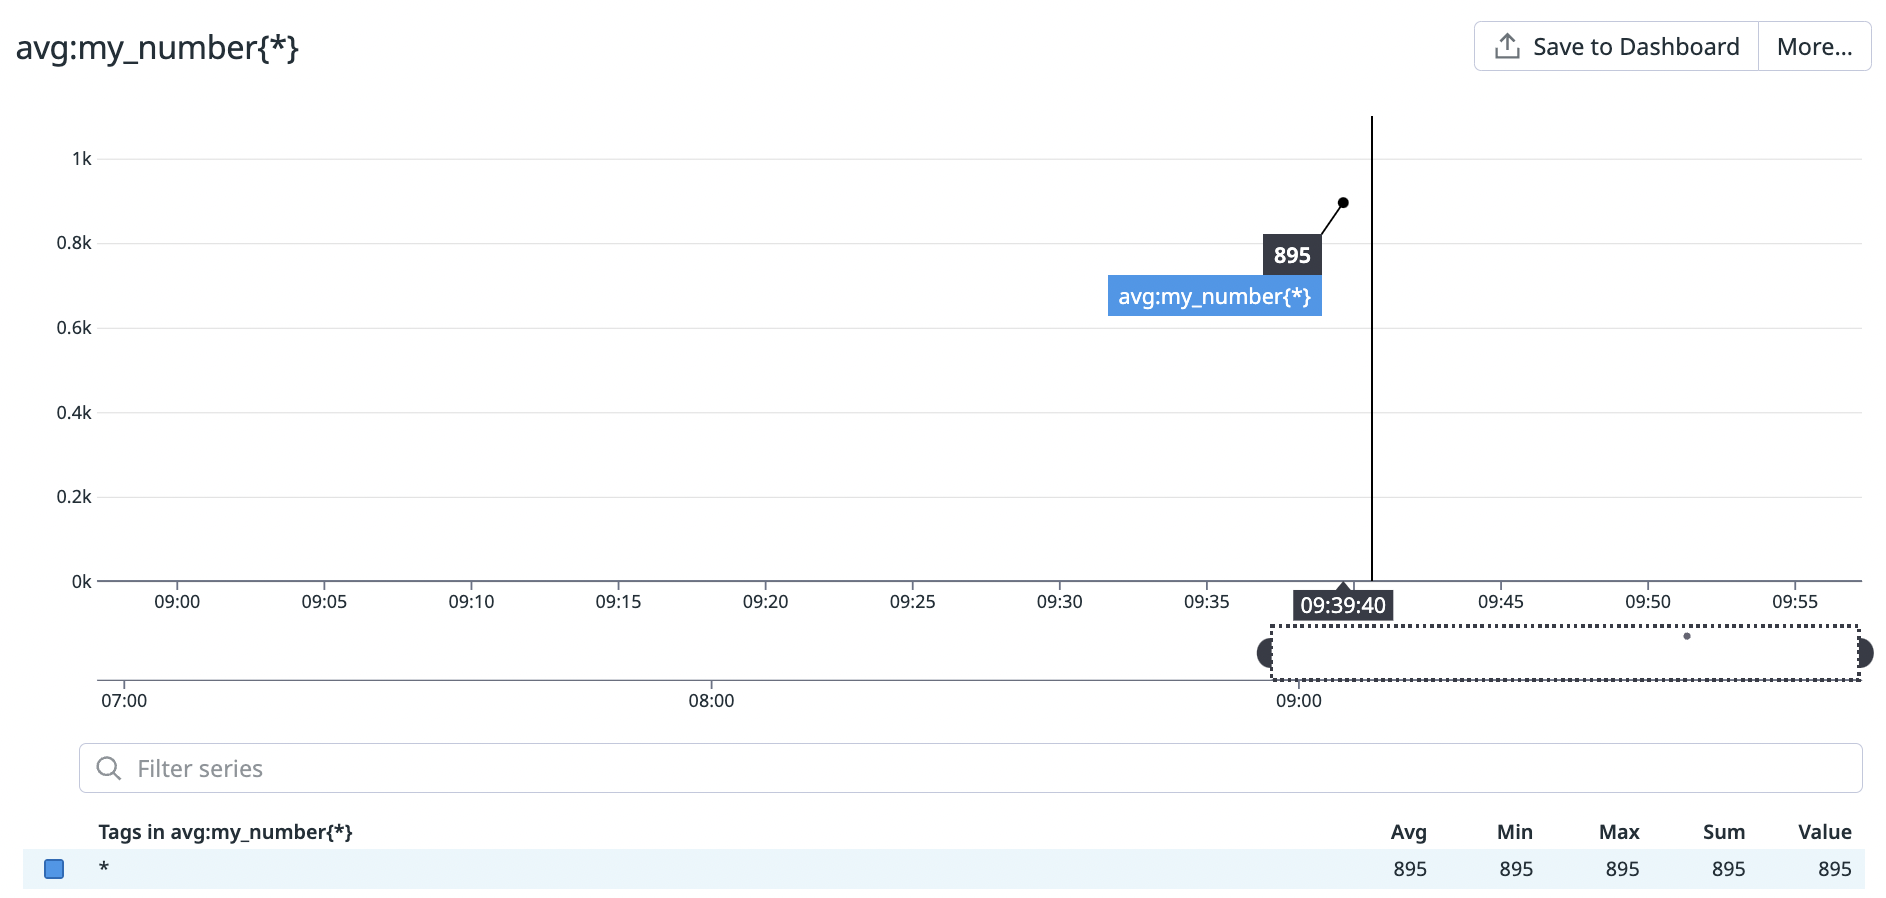 avg:my_number{*}
Save to Dashboard
More...
1k
0.8k
0.6k
0.4k
0.2k
0k
895
avg:my_number{*}
09:00 09:05 09:10 09:15 09:20 09:25 09:30 09:35 09:39:40 09:45 09:50 09:55
07:00 08:00 09:00
Filter series
Tags in avg:my_number{*} Avg Min Max Sum Value
* 895 895 895 895 895